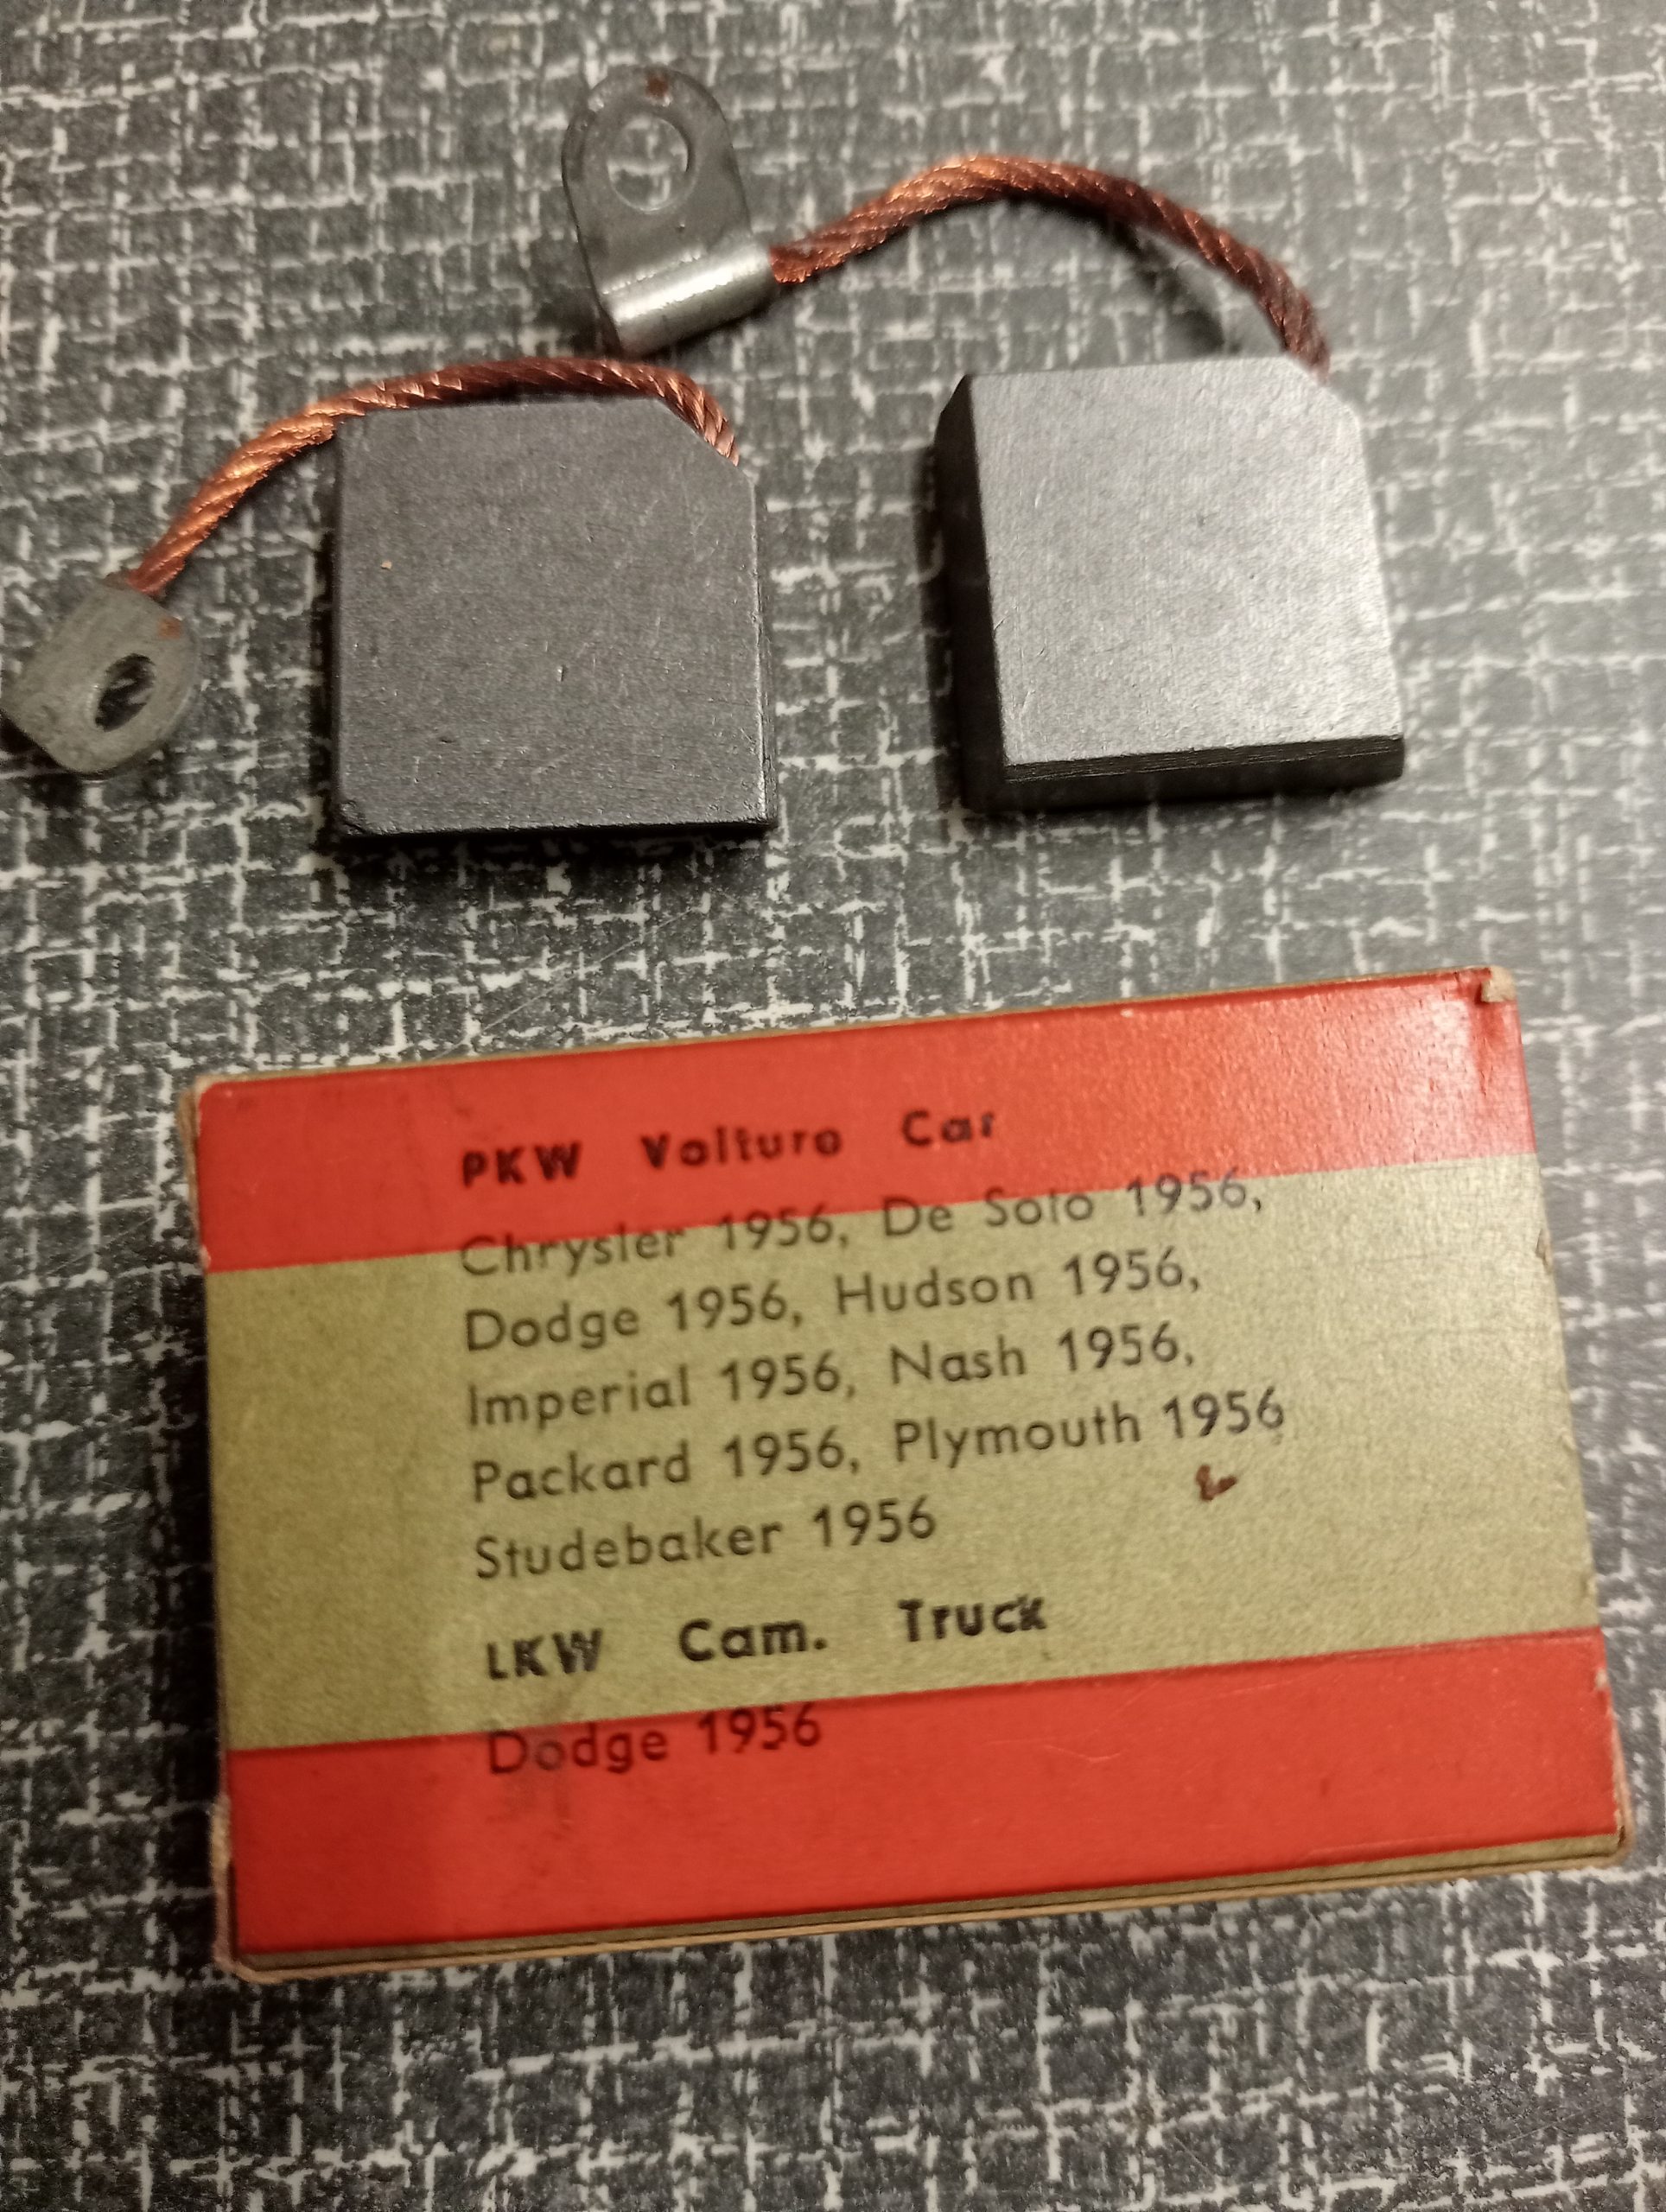 PKW Voiture Car
Chrysler 1956, De Soto 1956,
Dodge 1956, Hudson 1956,
Imperial 1956, Nash 1956,
Packard 1956, Plymouth 1956
Studebaker 1956
LKW Cam. Truck
Dodge 1956